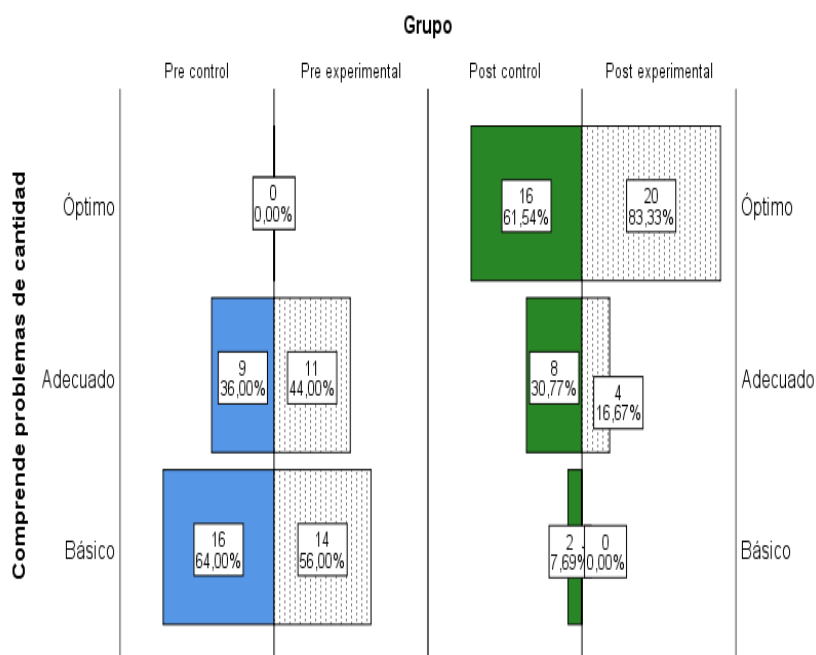 Grupo
Pre control
Pre experimental
Post control
Post experimental
Comprende problemas de cantidad
Óptimo
0
0,00%
16
61,54%
20
83,33%
Óptimo
Adecuado
9
36,00%
11
44,00%
8
30,77%
4
16,67%
Adecuado
Básico
16
64,00%
14
56,00%
2
7,69%
0
0,00%
Básico